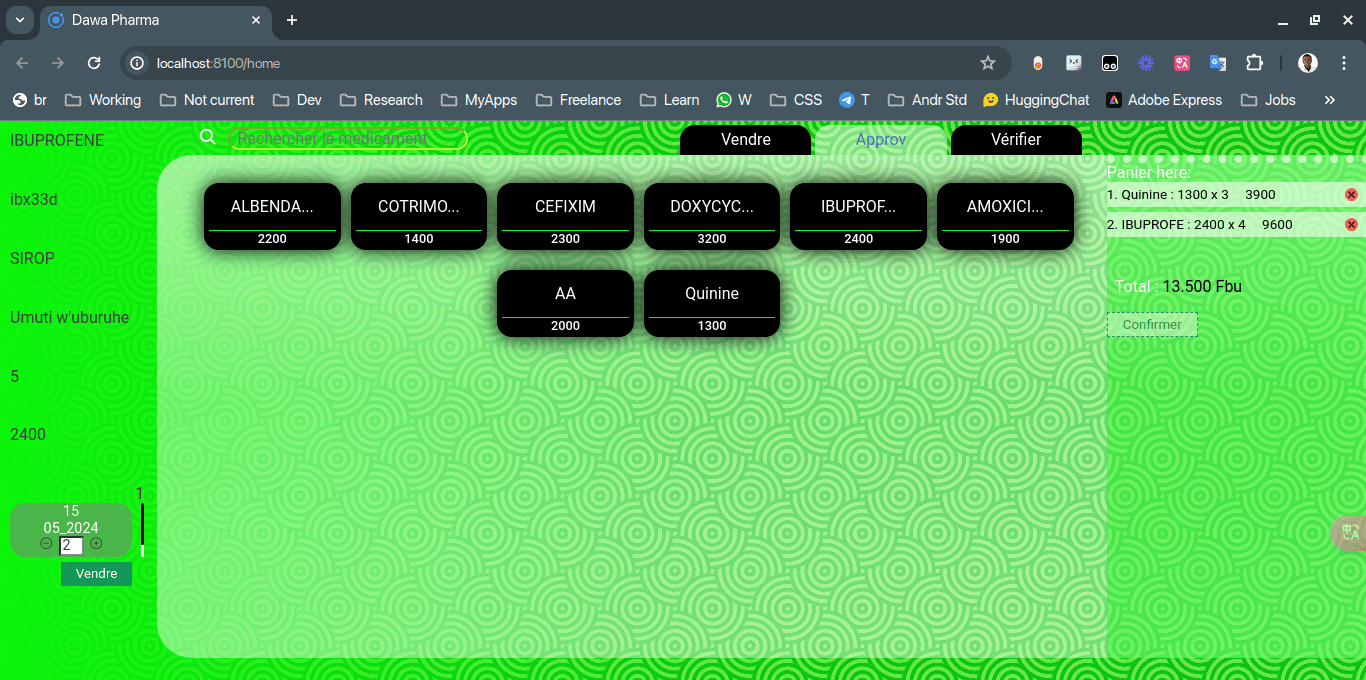 Dawa Pharma
localhost:8100/home
br Working Not current Dev Research MyApps Freelance Learn W CSS T Andr Std HuggingChat Adobe Express Jobs
IBUPROFENE
ibx33d
SIROP
Umuti w'uburuhe
5
2400
1
15
05_2024
2
Vendre
Rechercher le medicament
Vendre Approv Vérifier
ALBENDA... COTRIMO... CEFIXIM DOXYCYC... IBUPROF... AMOXICI...
2200 1400 2300 3200 2400 1900
AA Quinine
2000 1300
Panier here:
1. Quinine : 1300 x 3 3900
2. IBUPROFE : 2400 x 4 9600
Total : 13.500 Fbu
Confirmer